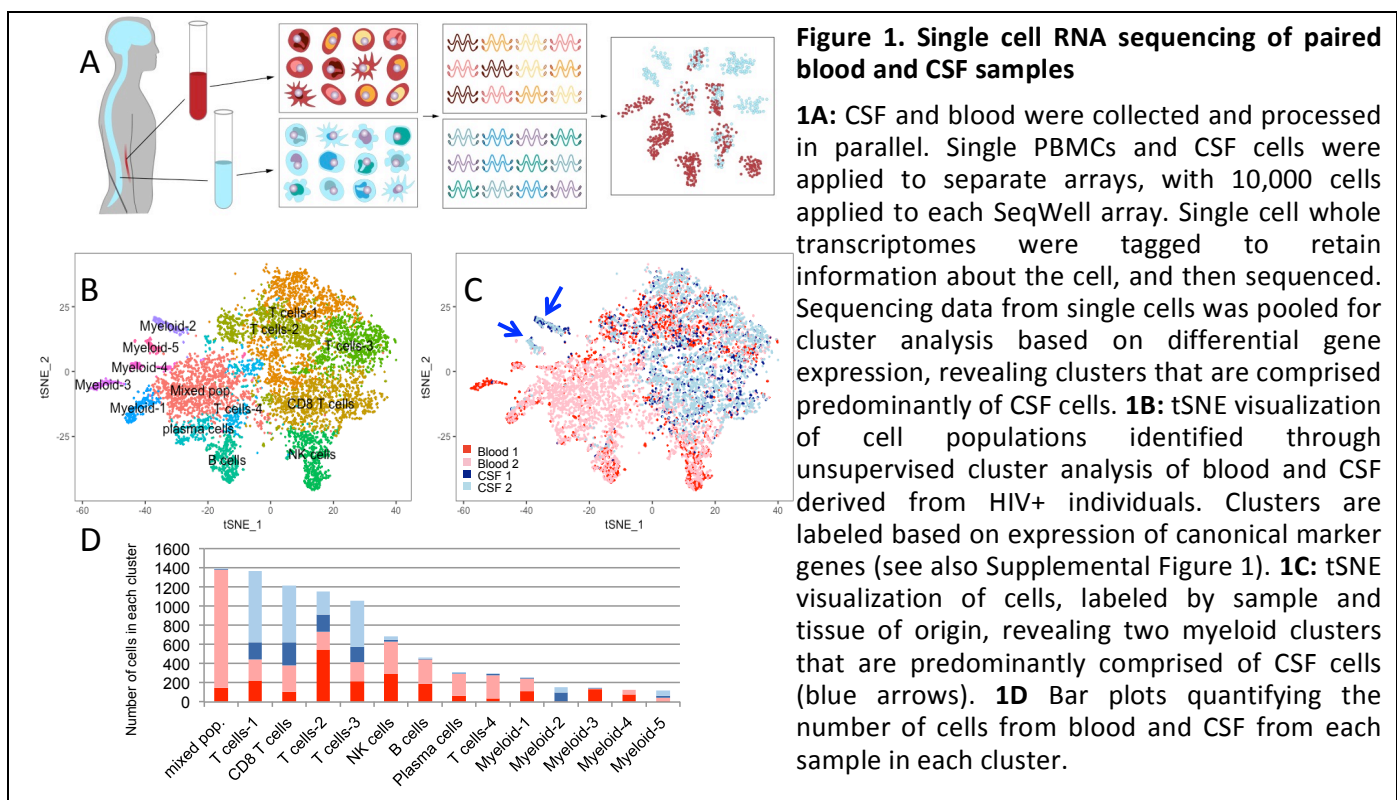 A
B
25
0
-25
tSNE_2
-60
-40
-20
0
20
40
tSNE_1
T cells-1
T cells-2
T cells-3
Myeloid-2
Myeloid-5
Myeloid-4
Myeloid-3
Mixed pop.
Myeloid-1
T cells-4
CD8 T cells
plasma cells
B cells
NK cells
C
25
0
-25
tSNE_2
Blood 1
Blood 2
CSF 1
CSF 2
-60
-40
-20
0
20
40
tSNE_1
D
Number of cells in each cluster
1600
1400
1200
1000
800
600
400
200
0
mixed pop.
T cells-1
CD8 T cells
T cells-2
T cells-3
NK cells
B cells
Plasma cells
T cells-4
Myeloid-1
Myeloid-2
Myeloid-3
Myeloid-4
Myeloid-5
Figure 1. Single cell RNA sequencing of paired
blood and CSF samples
1A: CSF and blood were collected and processed
in parallel. Single PBMCs and CSF cells were
applied to separate arrays, with 10,000 cells
applied to each SeqWell array. Single cell whole
transcriptomes were tagged to retain
information about the cell, and then sequenced.
Sequencing data from single cells was pooled for
cluster analysis based on differential gene
expression, revealing clusters that are comprised
predominantly of CSF cells. 1B: tSNE visualization
of cell populations identified through
unsupervised cluster analysis of blood and CSF
derived from HIV+ individuals. Clusters are
labeled based on expression of canonical marker
genes (see also Supplemental Figure 1). 1C: tSNE
visualization of cells, labeled by sample and
tissue of origin, revealing two myeloid clusters
that are predominantly comprised of CSF cells
(blue arrows). 1D Bar plots quantifying the
number of cells from blood and CSF from each
sample in each cluster.